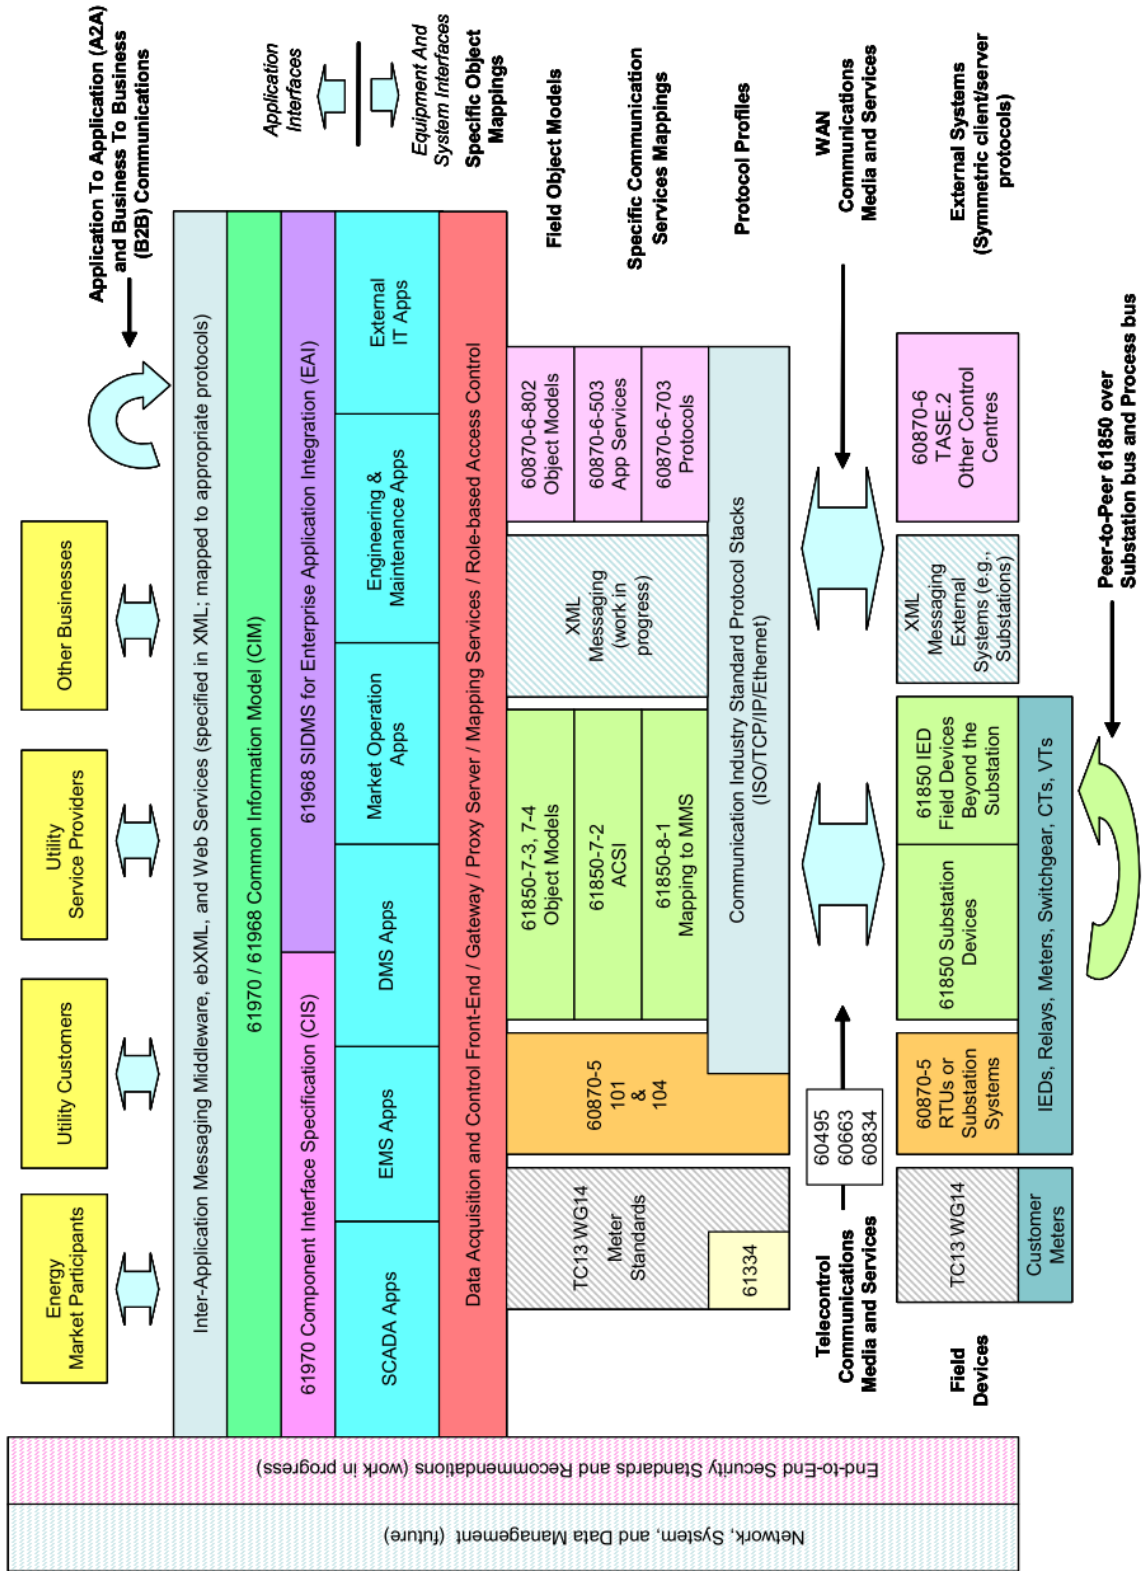 Application To Application (A2A)
and Business To Business
(B2B) Communications
Energy
Market Participants
Utility Customers
Utility
Service Providers
Other Businesses
Inter-Application Messaging Middleware, ebXML, and Web Services (specified in XML; mapped to appropriate protocols)
61970 / 61968 Common Information Model (CIM)
61970 Component Interface Specification (CIS)
61968 SIDMS for Enterprise Application Integration (EAI)
Application
Interfaces
SCADA Apps
EMS Apps
DMS Apps
Market Operation
Apps
Engineering &
Maintenance Apps
External
IT Apps
Equipment And
System Interfaces
Data Acquisition and Control Front-End / Gateway / Proxy Server / Mapping Services / Role-based Access Control
Specific Object
Mappings
TC13 WG14
Meter
Standards
61334
60870-5
101
&
104
61850-7-3, 7-4
Object Models
61850-7-2
ACSI
61850-8-1
Mapping to MMS
XML
Messaging
(work in
progress)
60870-6-802
Object Models
60870-6-503
App Services
60870-6-703
Protocols
Field Object Models
Specific Communication
Services Mappings
Communication Industry Standard Protocol Stacks
(ISO/TCP/IP/Ethernet)
Protocol Profiles
Telecontrol
Communications
Media and Services
60495
60663
60834
WAN
Communications
Media and Services
Field
Devices
TC13 WG14
60870-5
RTUs or
Substation
Systems
61850 Substation
Devices
61850 IED
Field Devices
Beyond the
Substation
XML
Messaging
External
Systems (e.g.,
Substations)
60870-6
TASE.2
Other Control
Centres
External Systems
(Symmetric client/server
protocols)
Customer
Meters
IEDs, Relays, Meters, Switchgear, CTs, VTs
Peer-to-Peer 61850 over
Substation bus and Process bus
End-to-End Security Standards and Recommendations (work in progress)
Network, System, and Data Management (future)